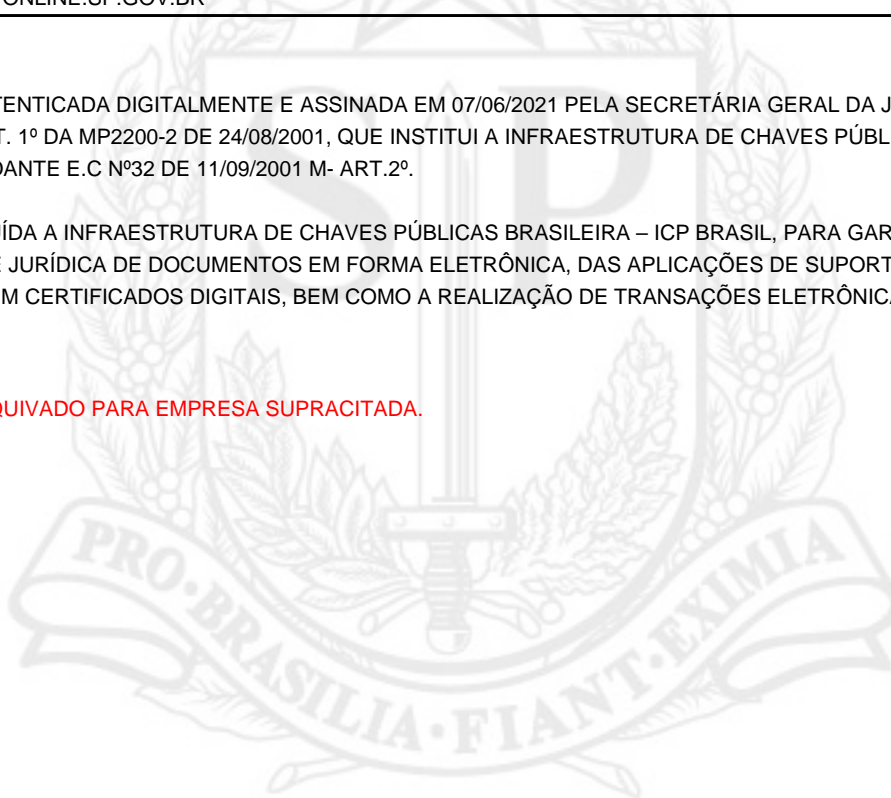 ONLINE.SP.GOV.BR
TENTICADA DIGITALMENTE E ASSINADA EM 07/06/2021 PELA SECRETÁRIA GERAL DA J
T. 1º DA MP2200-2 DE 24/08/2001, QUE INSTITUI A INFRAESTRUTURA DE CHAVES PÚBL
DANTE E.C Nº32 DE 11/09/2001 M- ART.2º.
ÍDA A INFRAESTRUTURA DE CHAVES PÚBLICAS BRASILEIRA – ICP BRASIL, PARA GAR
E JURÍDICA DE DOCUMENTOS EM FORMA ELETRÔNICA, DAS APLICAÇÕES DE SUPORT
M CERTIFICADOS DIGITAIS, BEM COMO A REALIZAÇÃO DE TRANSAÇÕES ELETRÔNICA
QUIVADO PARA EMPRESA SUPRACITADA.
SP
PRO·BRASILIA·FIANT·EXIMIA